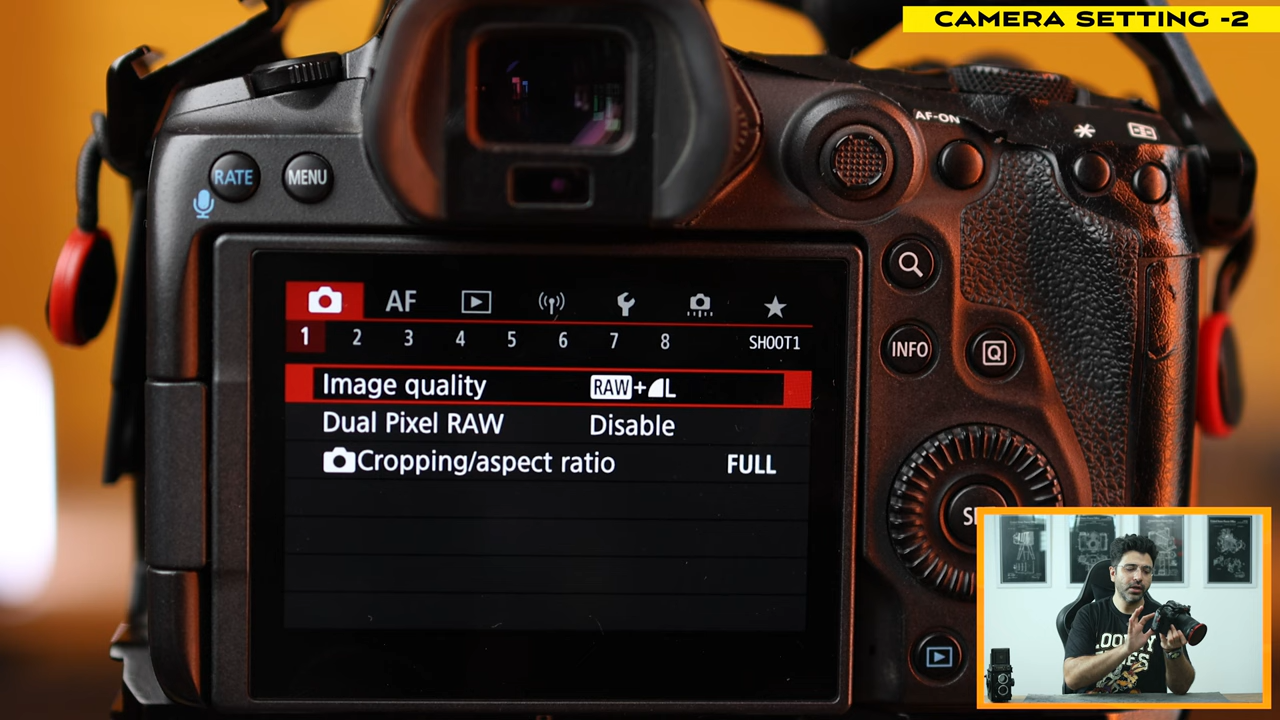 CAMERA SETTING -2
AF-ON
RATE
MENU
AF
1 2 3 4 5 6 7 8 SHOOT1
INFO
Q
Image quality RAW+L
Dual Pixel RAW Disable
Cropping/aspect ratio FULL
LOONEY